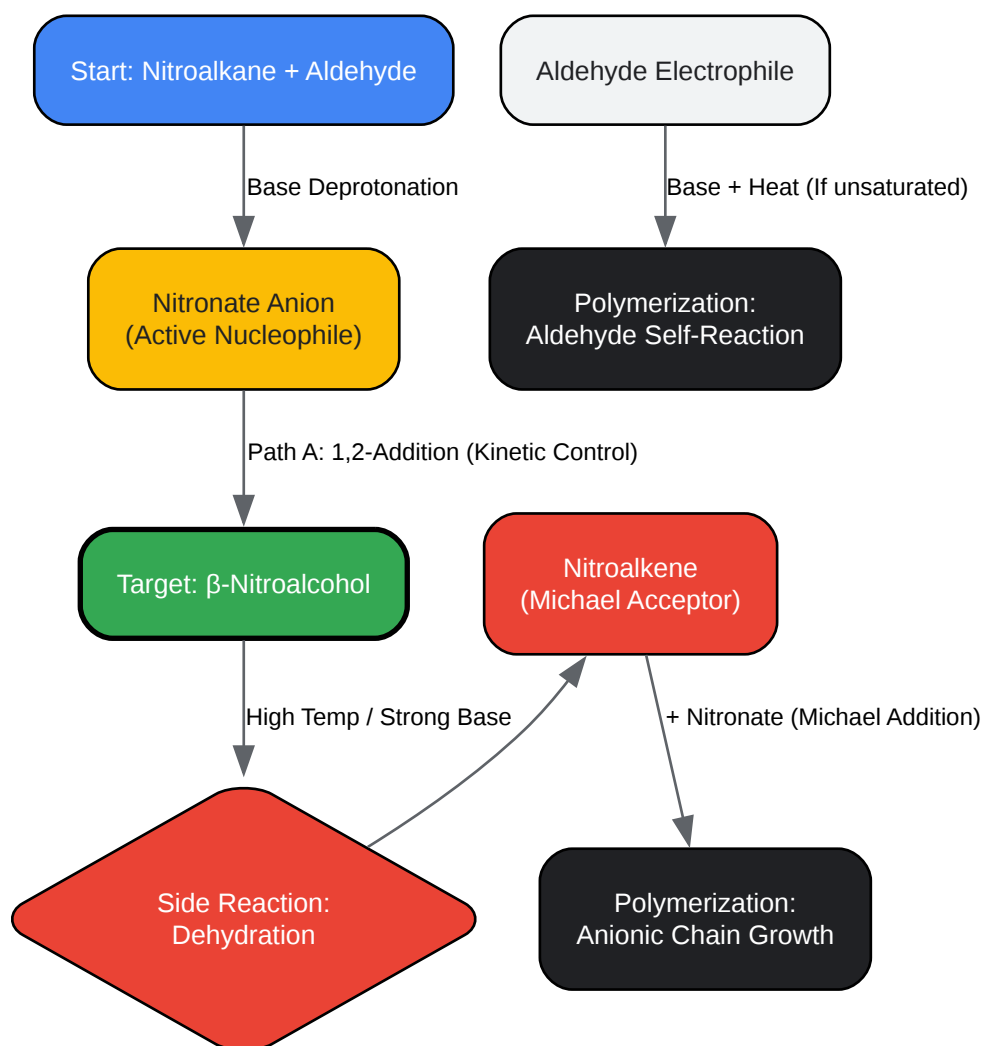 Start: Nitroalkane + Aldehyde
Aldehyde Electrophile
Base Deprotonation
Base + Heat (If unsaturated)
Nitronate Anion
(Active Nucleophile)
Polymerization:
Aldehyde Self-Reaction
Path A: 1,2-Addition (Kinetic Control)
Target: β-Nitroalcohol
Nitroalkene
(Michael Acceptor)
High Temp / Strong Base
+ Nitronate (Michael Addition)
Side Reaction:
Dehydration
Polymerization:
Anionic Chain Growth